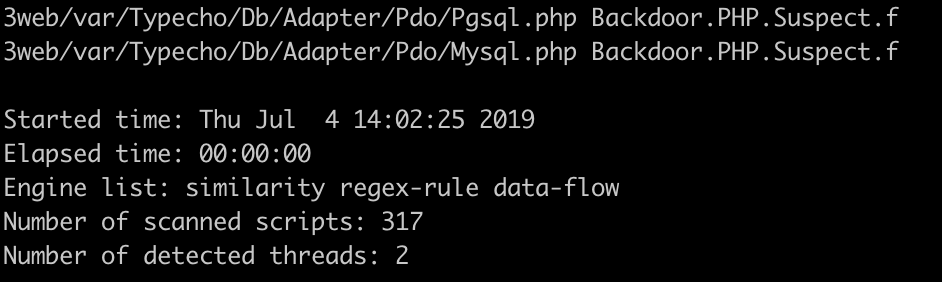 3web/var/Typecho/Db/Adapter/Pdo/Pgsql.php Backdoor.PHP.Suspect.f
3web/var/Typecho/Db/Adapter/Pdo/Mysql.php Backdoor.PHP.Suspect.f
Started time: Thu Jul  4 14:02:25 2019
Elapsed time: 00:00:00
Engine list: similarity regex-rule data-flow
Number of scanned scripts: 317
Number of detected threads: 2